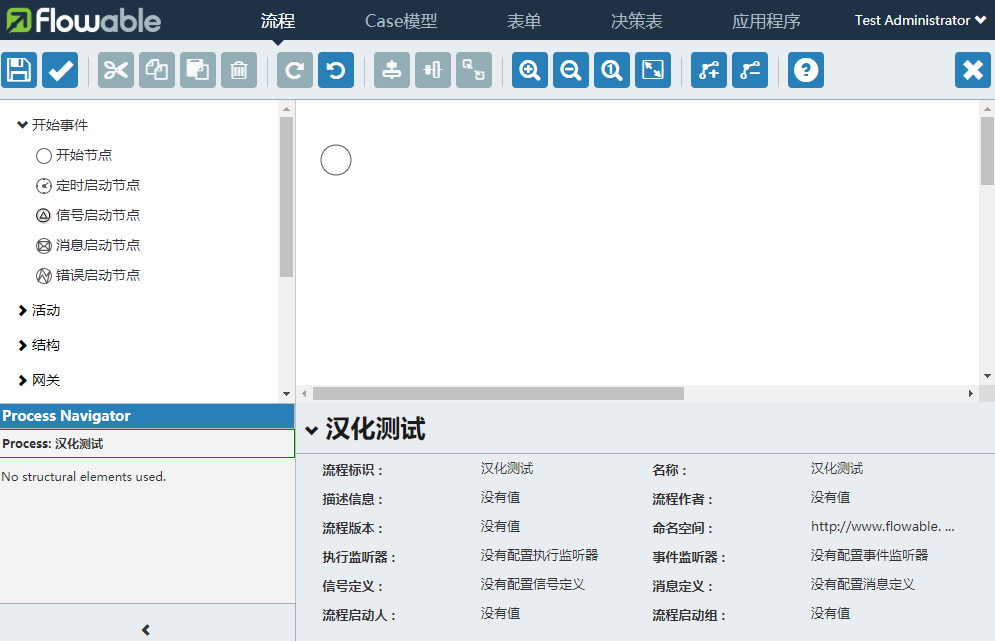 Flowable 流程 Case模型 表单 决策表 应用程序 Test Administrator
开始事件
开始节点
定时启动节点
信号启动节点
消息启动节点
错误启动节点
活动
结构
网关
Process Navigator
Process: 汉化测试
No structural elements used.
汉化测试
流程标识： 汉化测试 名称： 汉化测试
描述信息： 没有值 流程作者： 没有值
流程版本： 没有值 命名空间： http://www.flowable. ...
执行监听器： 没有配置执行监听器 事件监听器： 没有配置事件监听器
信号定义： 没有配置信号定义 消息定义： 没有配置消息定义
流程启动人： 没有值 流程启动组： 没有值